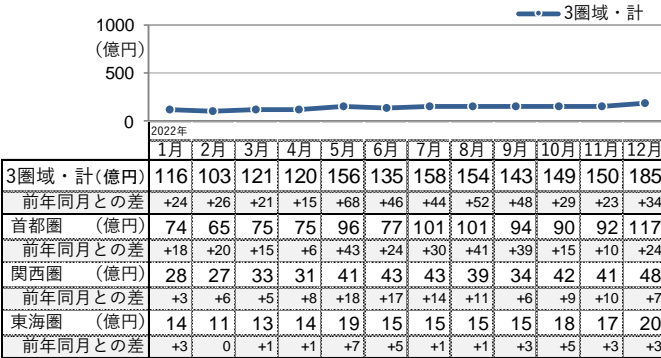 3圏域・計
1000
(億円)
500
0
2022年
1月 2月 3月 4月 5月 6月 7月 8月 9月 10月 11月 12月
3圏域・計(億円) 116 103 121 120 156 135 158 154 143 149 150 185
前年同月との差 +24 +26 +21 +15 +68 +46 +44 +52 +48 +29 +23 +34
首都圏 (億円) 74 65 75 75 96 77 101 101 94 90 92 117
前年同月との差 +18 +20 +15 +6 +43 +24 +30 +41 +39 +15 +10 +24
関西圏 (億円) 28 27 33 31 41 43 43 39 34 42 41 48
前年同月との差 +3 +6 +5 +8 +18 +17 +14 +11 +6 +9 +10 +7
東海圏 (億円) 14 11 13 14 19 15 15 15 15 18 17 20
前年同月との差 +3 0 +1 +1 +7 +5 +1 +1 +3 +5 +3 +3